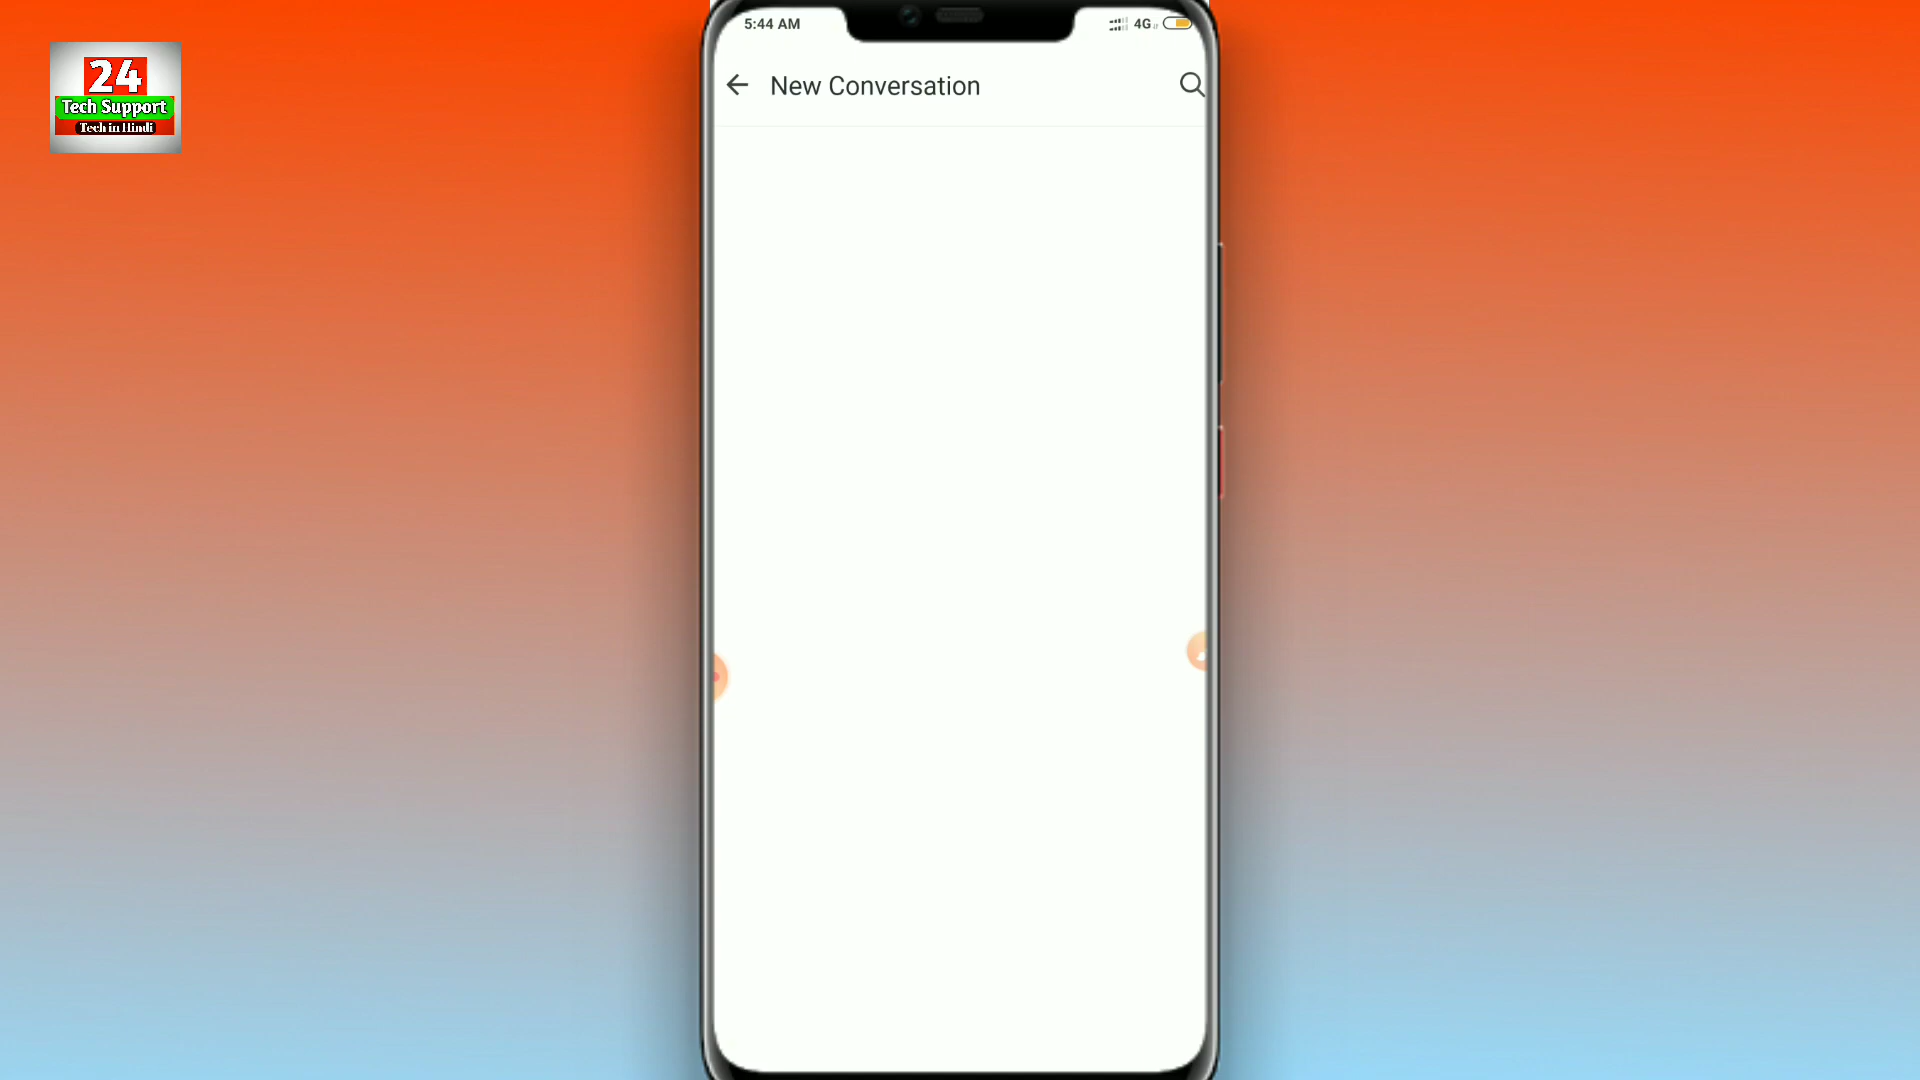 24
Tech Support
Tech in Hindi
5:44 AM
4G
New Conversation